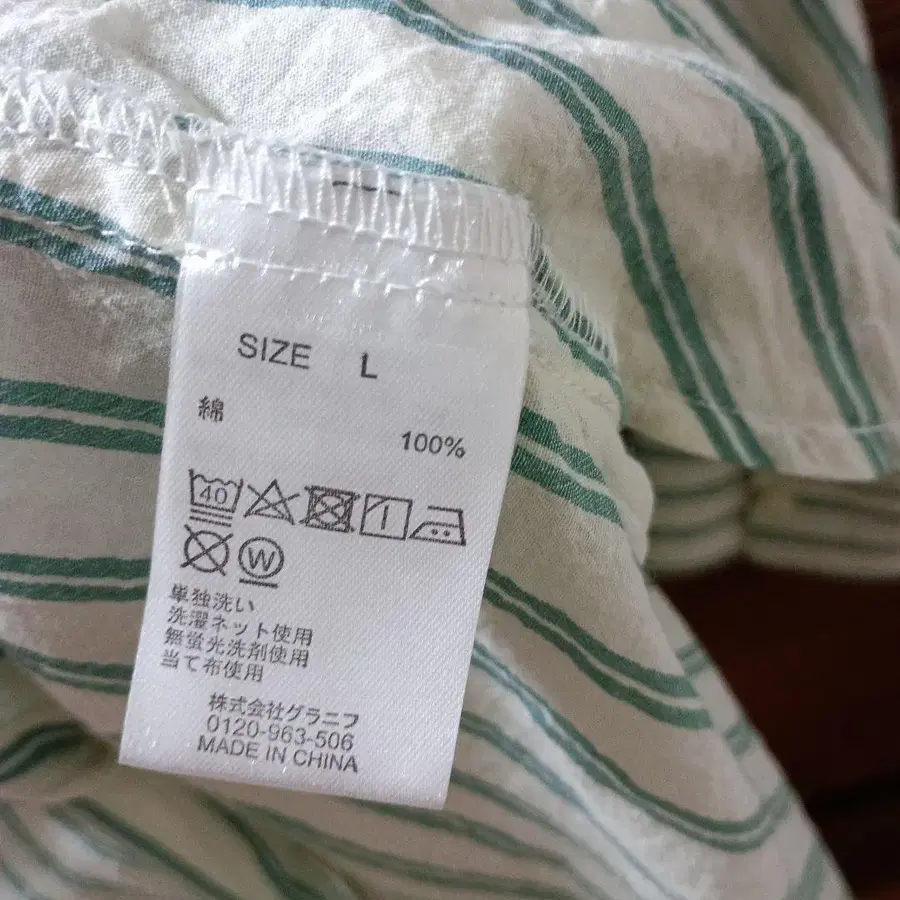 SIZE L
綿
100%
40
W
単独洗い
洗濯ネット使用
無蛍光洗剤使用
当て布使用
株式会社グラニフ
0120-963-506
MADE IN CHINA